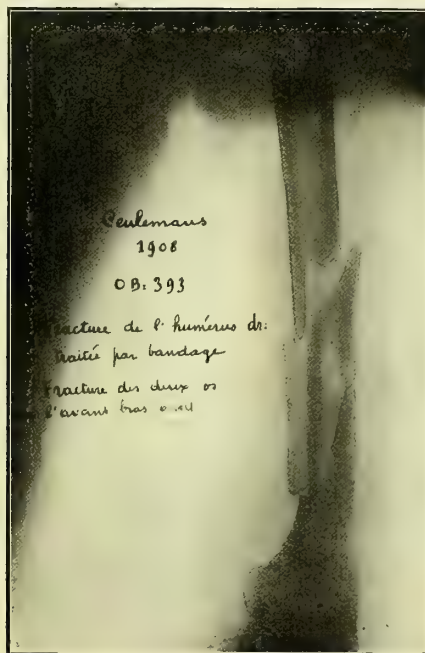 Ceulemans
1908
OB: 393
fracture de l'humérus dr:
traitée par bandage
fracture des deux os
l'avant bras